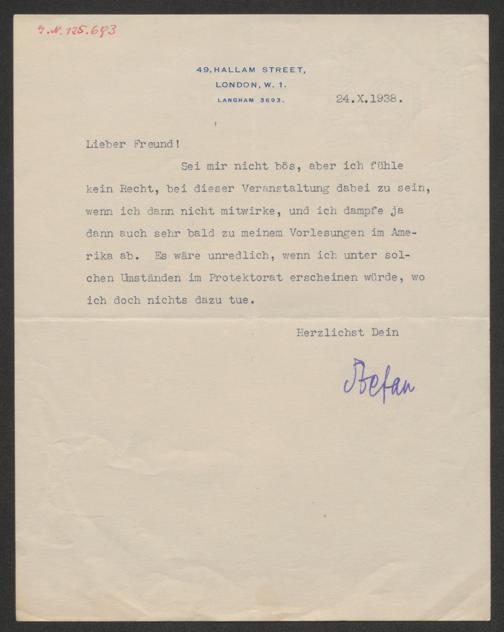 J.N. 125.693
49, HALLAM STREET,
LONDON, W. 1.
LANGHAM 3693.
24.X.1938.
Lieber Freund!
Sei mir nicht bös, aber ich fühle
kein Recht, bei dieser Veranstaltung dabei zu sein,
wenn ich dann nicht mitwirke, und ich dampfe ja
dann auch sehr bald zu meinem Vorlesungen im Ame-
rika ab. Es wäre unredlich, wenn ich unter sol-
chen Umständen im Protektorat erscheinen würde, wo
ich doch nichts dazu tue.
Herzlichst Dein
Stefan